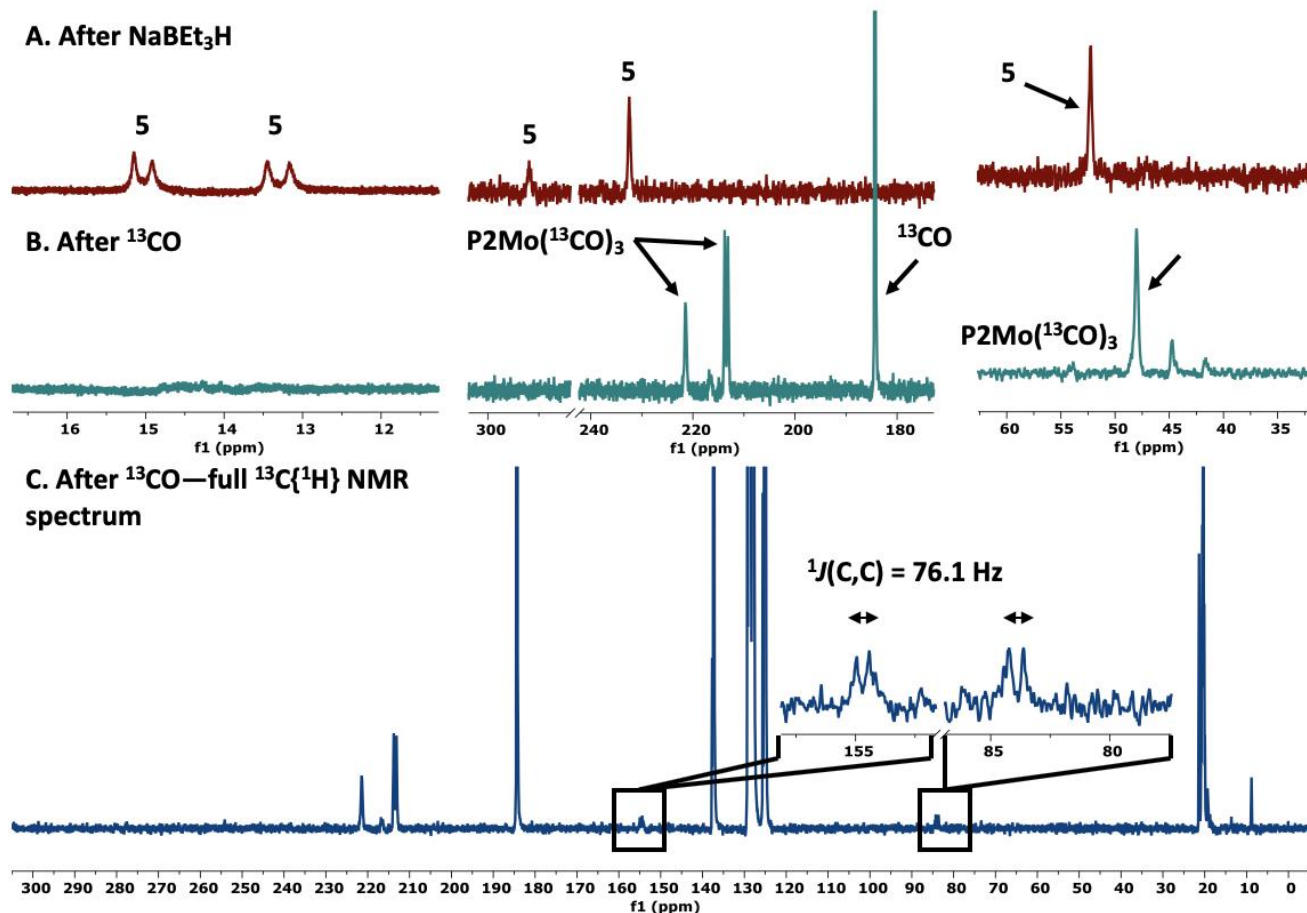 A. After NaBEt₃H
5 5 5 5 5
B. After ¹³CO
P2Mo(¹³CO)₃ ¹³CO P2Mo(¹³CO)₃
16 15 14 13 12 300 240 220 200 180 60 55 50 45 40 35
f1 (ppm) f1 (ppm) f1 (ppm)
C. After ¹³CO—full ¹³C{¹H} NMR
spectrum
¹J(C,C) = 76.1 Hz
155 85 80
300 290 280 270 260 250 240 230 220 210 200 190 180 170 160 150 140 130 120 110 100 90 80 70 60 50 40 30 20 10 0
f1 (ppm)